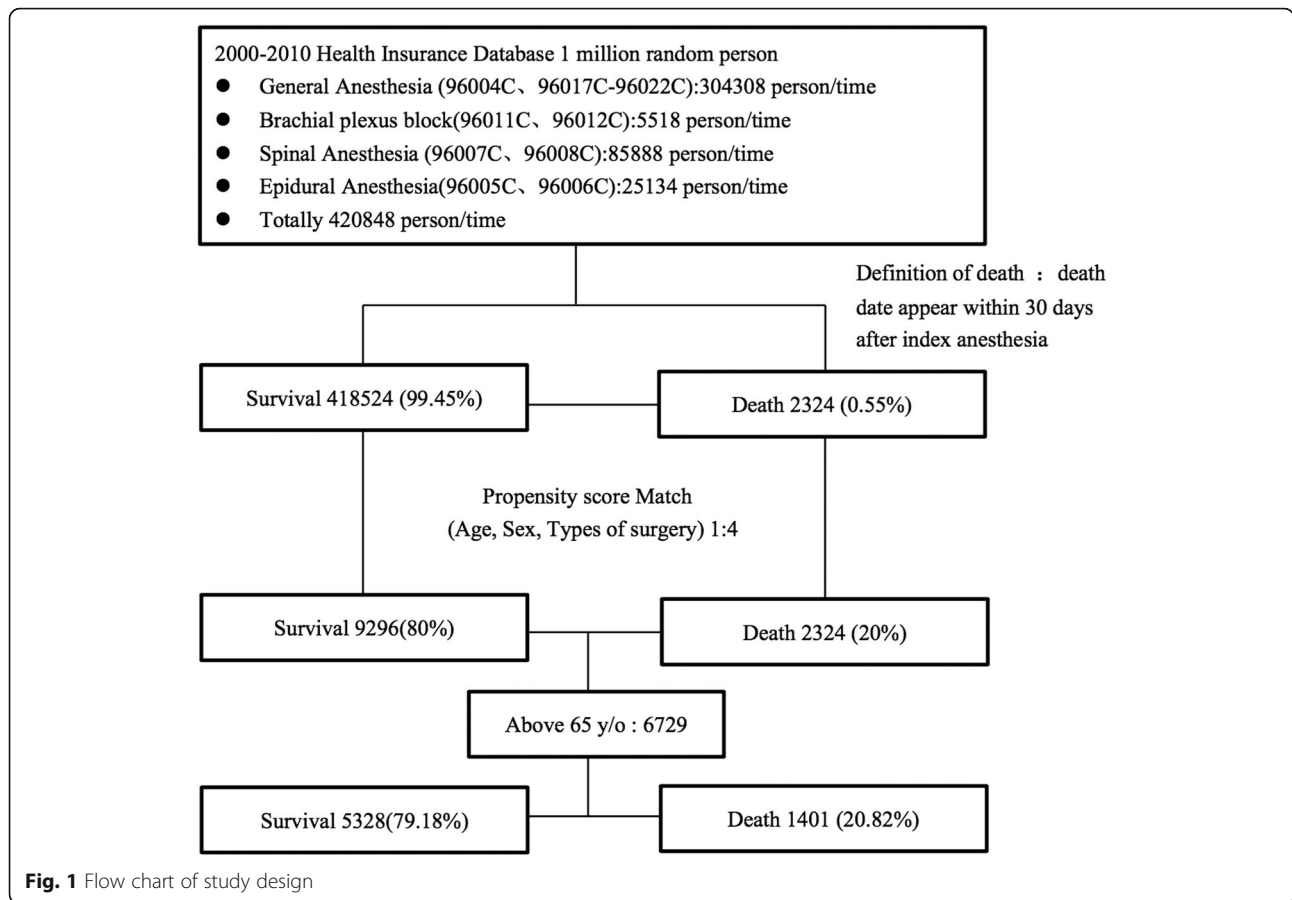 2000-2010 Health Insurance Database 1 million random person
● General Anesthesia (96004C、96017C-96022C):304308 person/time
● Brachial plexus block(96011C、96012C):5518 person/time
● Spinal Anesthesia (96007C、96008C):85888 person/time
● Epidural Anesthesia(96005C、96006C):25134 person/time
● Totally 420848 person/time
Definition of death ：death
date appear within 30 days
after index anesthesia
Survival 418524 (99.45%)
Death 2324 (0.55%)
Propensity score Match
(Age, Sex, Types of surgery) 1:4
Survival 9296(80%)
Death 2324 (20%)
Above 65 y/o : 6729
Survival 5328(79.18%)
Death 1401 (20.82%)
Fig. 1 Flow chart of study design